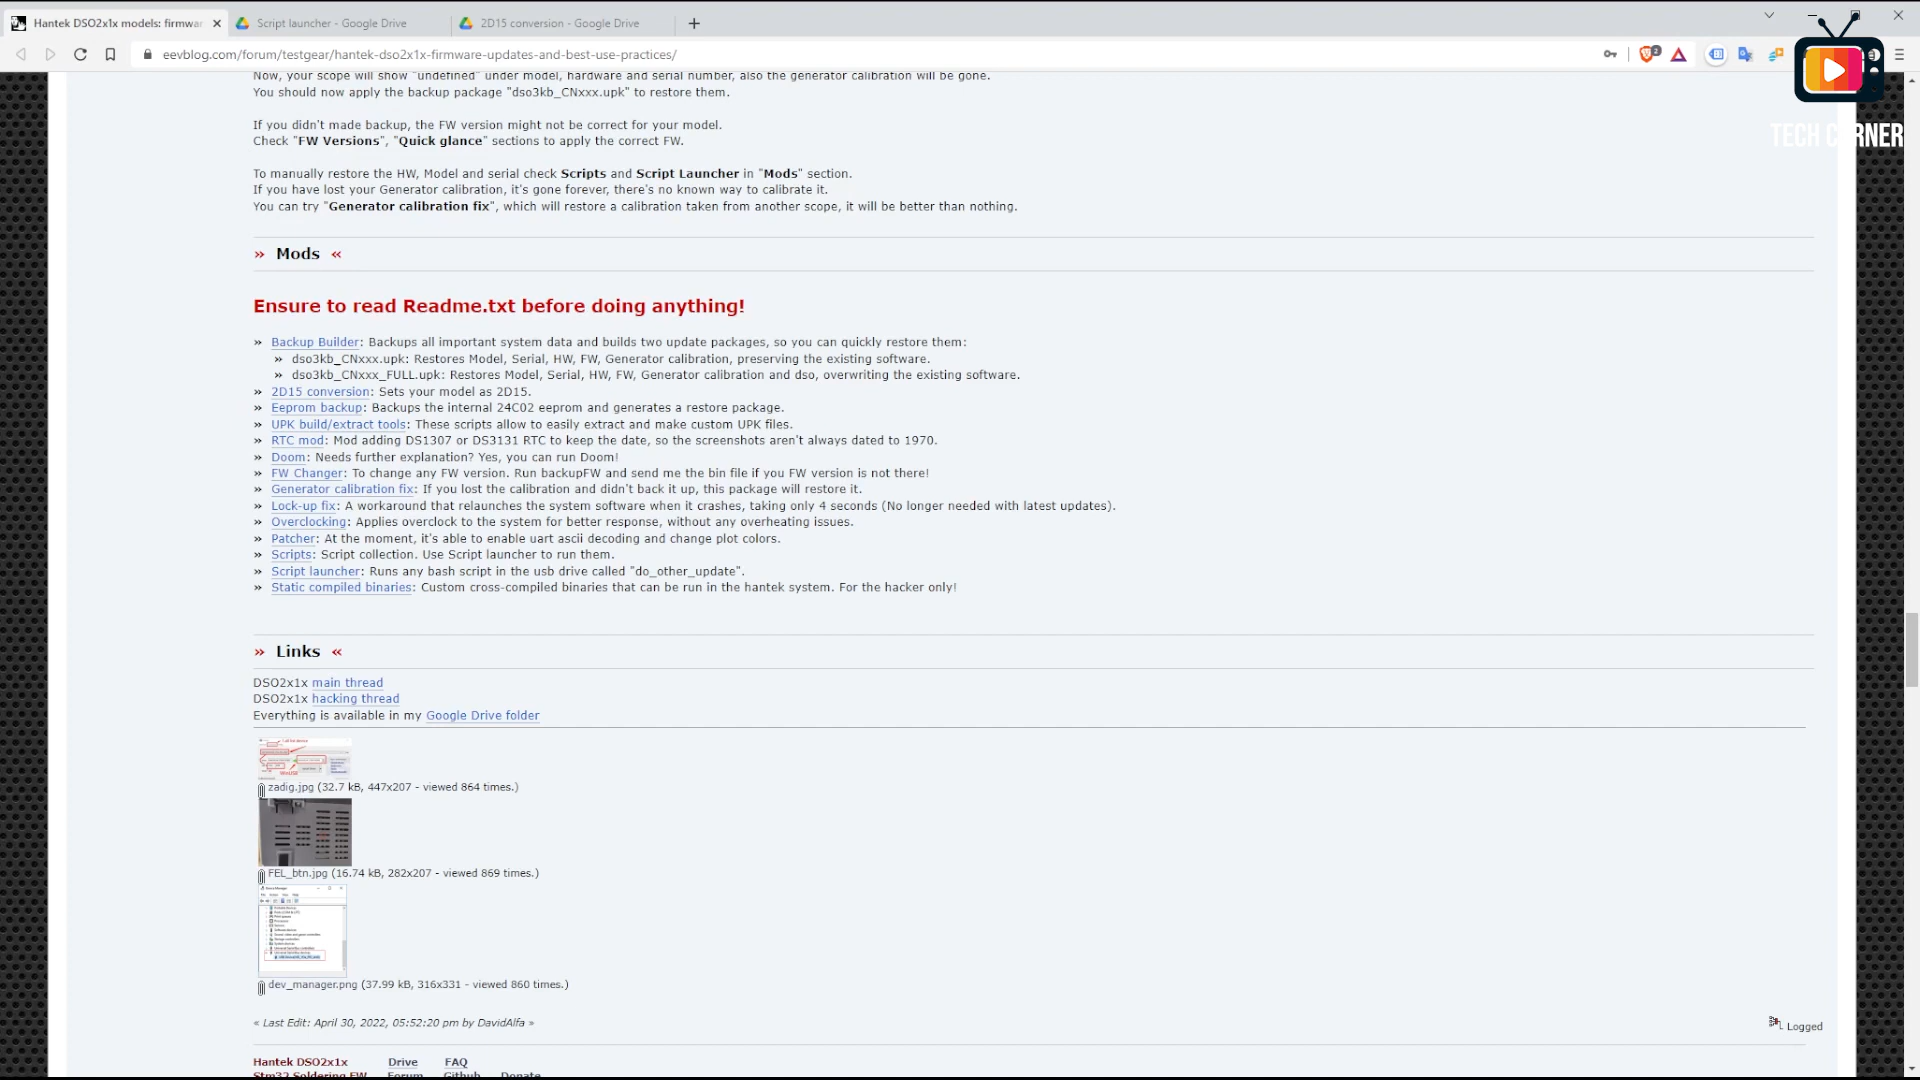 Hantek DSO2x1x models: firmwar
Script launcher - Google Drive
2D15 conversion - Google Drive
eevblog.com/forum/testgear/hantek-dso2x1x-firmware-updates-and-best-use-practices/
2
TECH CORNER
Now, your scope will show "undefined" under model, hardware and serial number, also the generator calibration will be gone.
You should now apply the backup package "dso3kb_CNxxx.upk" to restore them.
If you didn't made backup, the FW version might not be correct for your model.
Check "FW Versions", "Quick glance" sections to apply the correct FW.
To manually restore the HW, Model and serial check Scripts and Script Launcher in "Mods" section.
If you have lost your Generator calibration, it's gone forever, there's no known way to calibrate it.
You can try "Generator calibration fix", which will restore a calibration taken from another scope, it will be better than nothing.
» Mods «
Ensure to read Readme.txt before doing anything!
» Backup Builder: Backups all important system data and builds two update packages, so you can quickly restore them:
» dso3kb_CNxxx.upk: Restores Model, Serial, HW, FW, Generator calibration, preserving the existing software.
» dso3kb_CNxxx_FULL.upk: Restores Model, Serial, HW, FW, Generator calibration and dso, overwriting the existing software.
» 2D15 conversion: Sets your model as 2D15.
» Eeprom backup: Backups the internal 24C02 eeprom and generates a restore package.
» UPK build/extract tools: These scripts allow to easily extract and make custom UPK files.
» RTC mod: Mod adding DS1307 or DS3131 RTC to keep the date, so the screenshots aren't always dated to 1970.
» Doom: Needs further explanation? Yes, you can run Doom!
» FW Changer: To change any FW version. Run backupFW and send me the bin file if you FW version is not there!
» Generator calibration fix: If you lost the calibration and didn't back it up, this package will restore it.
» Lock-up fix: A workaround that relaunches the system software when it crashes, taking only 4 seconds (No longer needed with latest updates).
» Overclocking: Applies overclock to the system for better response, without any overheating issues.
» Patcher: At the moment, it's able to enable uart ascii decoding and change plot colors.
» Scripts: Script collection. Use Script launcher to run them.
» Script launcher: Runs any bash script in the usb drive called "do_other_update".
» Static compiled binaries: Custom cross-compiled binaries that can be run in the hantek system. For the hacker only!
» Links «
DSO2x1x main thread
DSO2x1x hacking thread
Everything is available in my Google Drive folder
zadig.jpg (32.7 kB, 447x207 - viewed 864 times.)
FEL_btn.jpg (16.74 kB, 282x207 - viewed 869 times.)
dev_manager.png (37.99 kB, 316x331 - viewed 860 times.)
« Last Edit: April 30, 2022, 05:52:20 pm by DavidAlfa »
Logged
Hantek DSO2x1x Drive FAQ
Stm32 Soldering FW Forum Github Donate